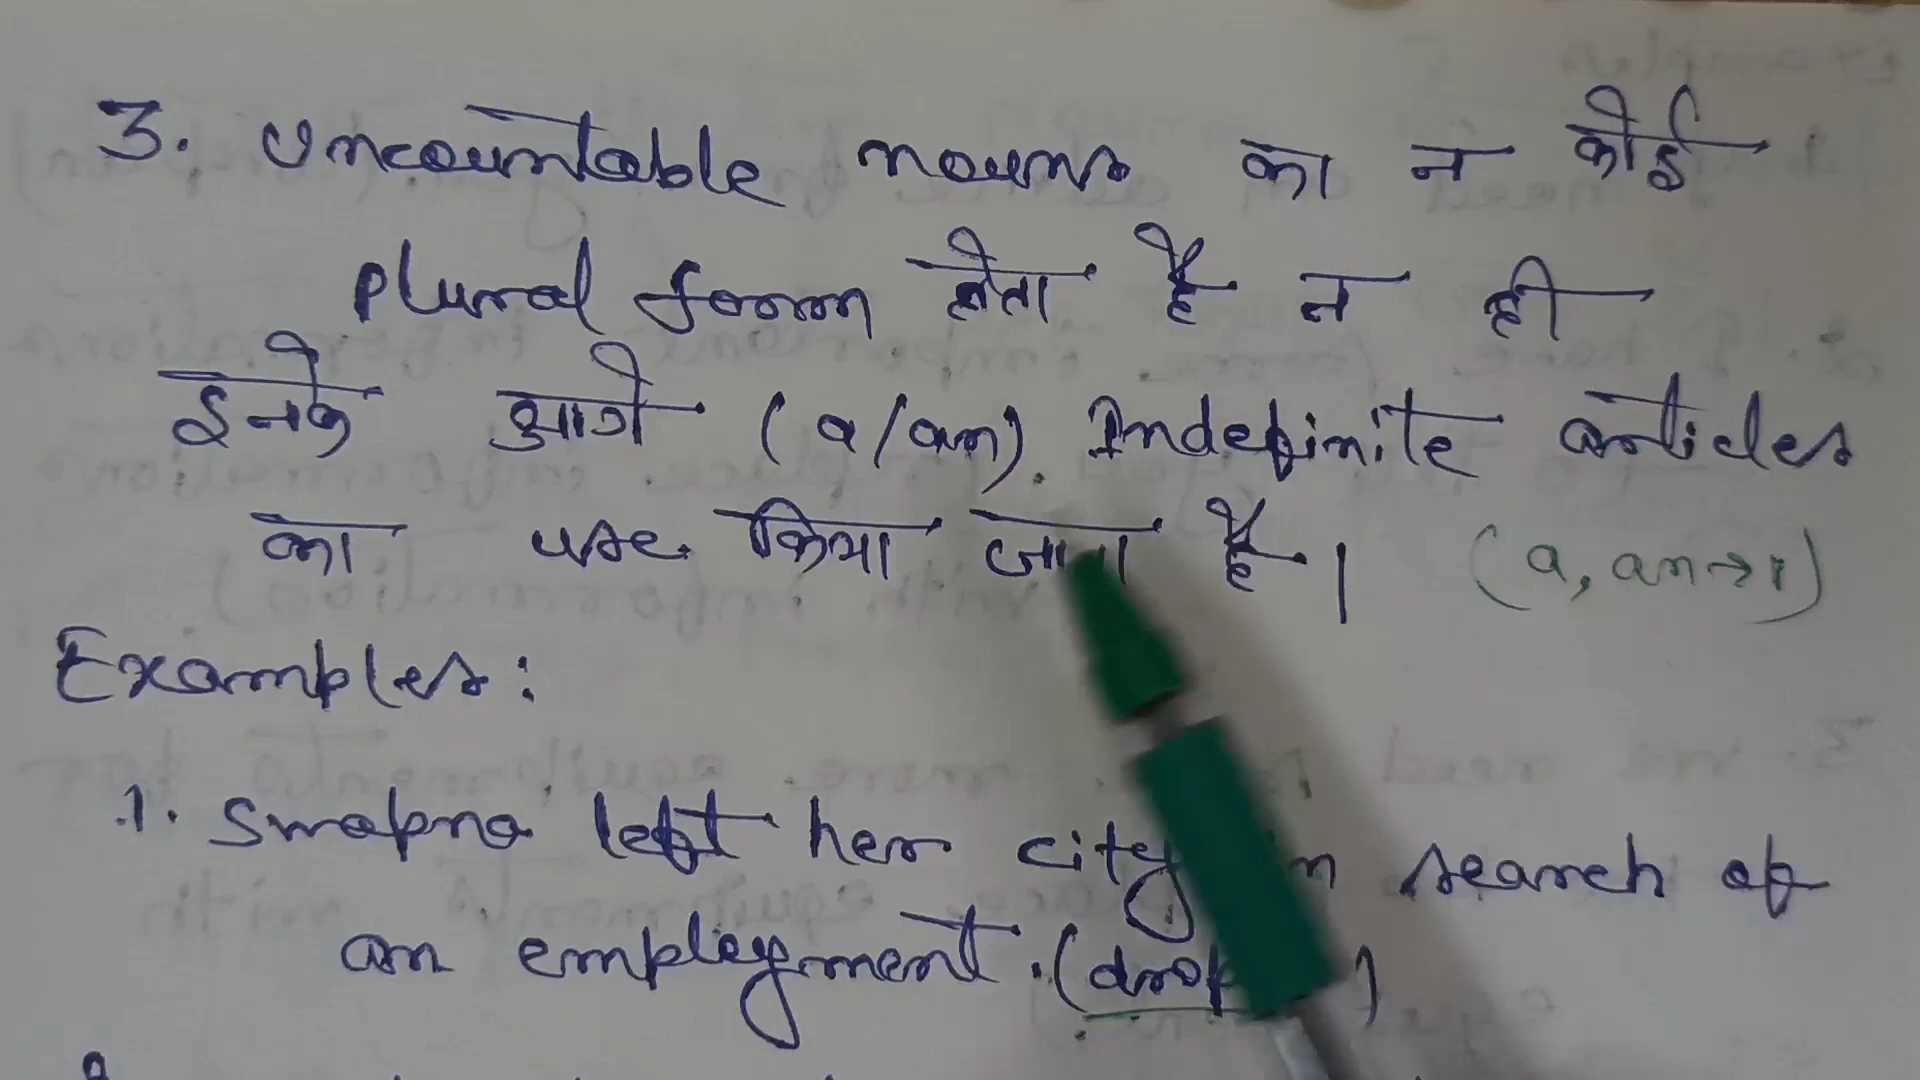 3. Uncountable nouns का न कोई
Plural form होता है न ही
इनके आगे (a/an). Indefinite articles
का use किया जाता है। (a, an→1)
Examples:
1. Swapna left her city in search of
an employment. (drop